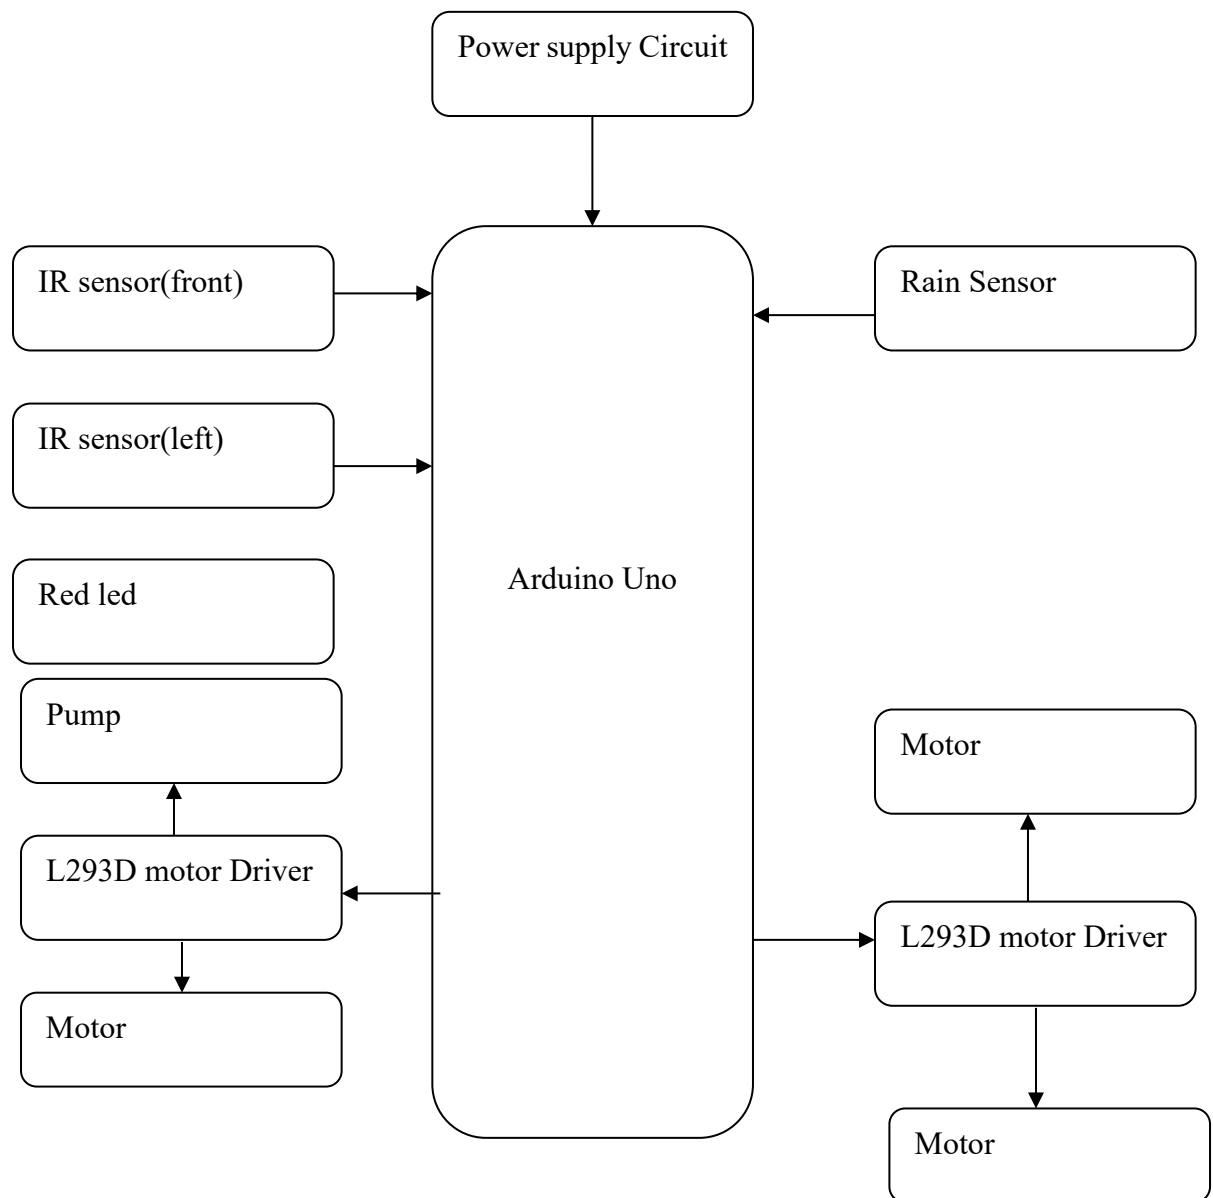 Power supply Circuit
IR sensor(front)
Rain Sensor
IR sensor(left)
Arduino Uno
Red led
Pump
Motor
L293D motor Driver
L293D motor Driver
Motor
Motor